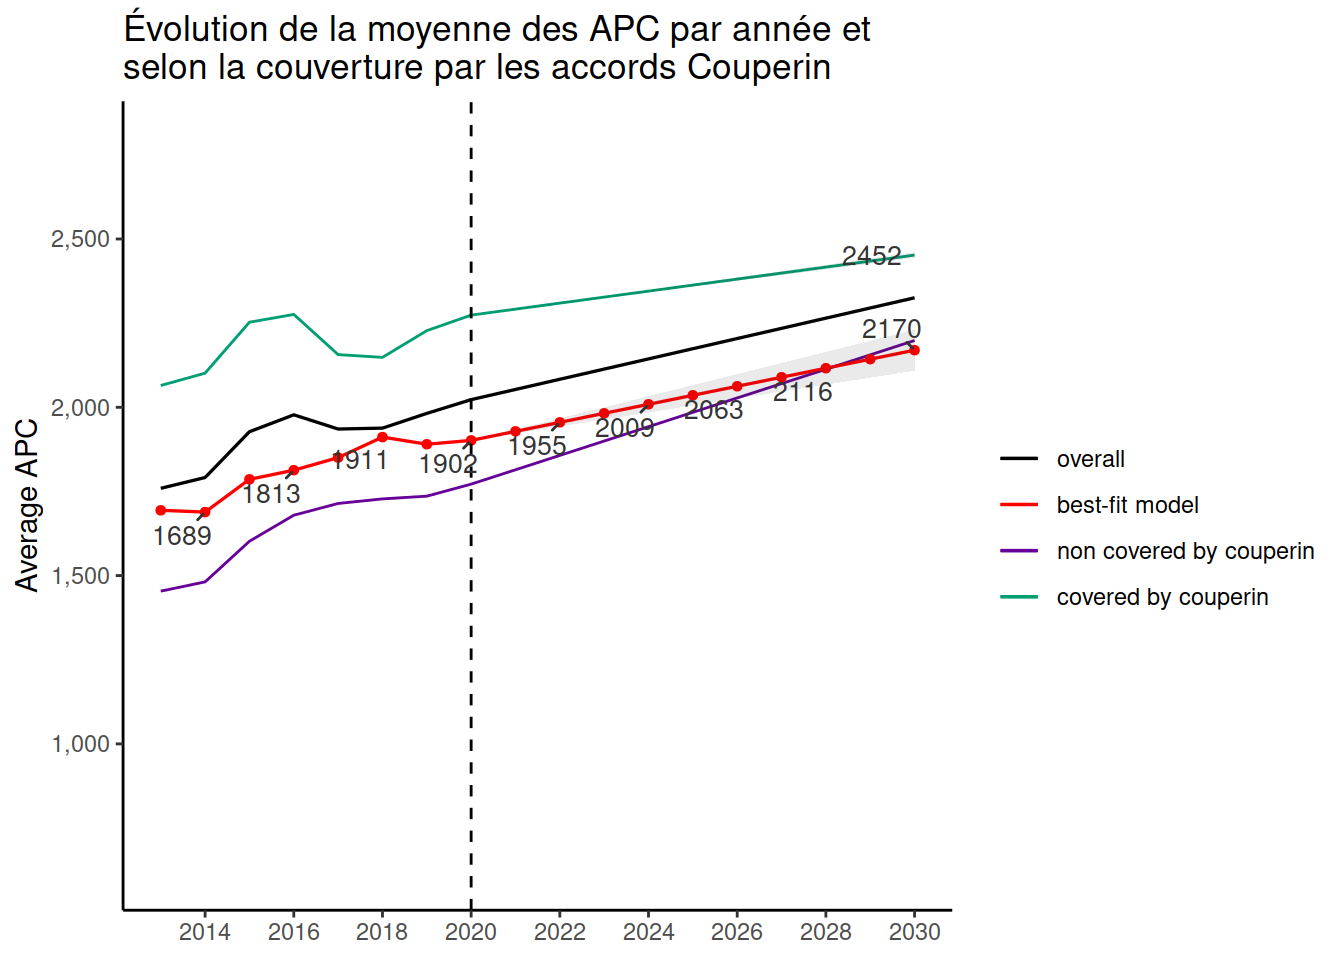 Évolution de la moyenne des APC par année et
selon la couverture par les accords Couperin
Average APC
2,500
2,000
1,500
1,000
1689
1813
1911
1902
1955
2009
2063
2116
2170
2452
2014 2016 2018 2020 2022 2024 2026 2028 2030
overall
best-fit model
non covered by couperin
covered by couperin